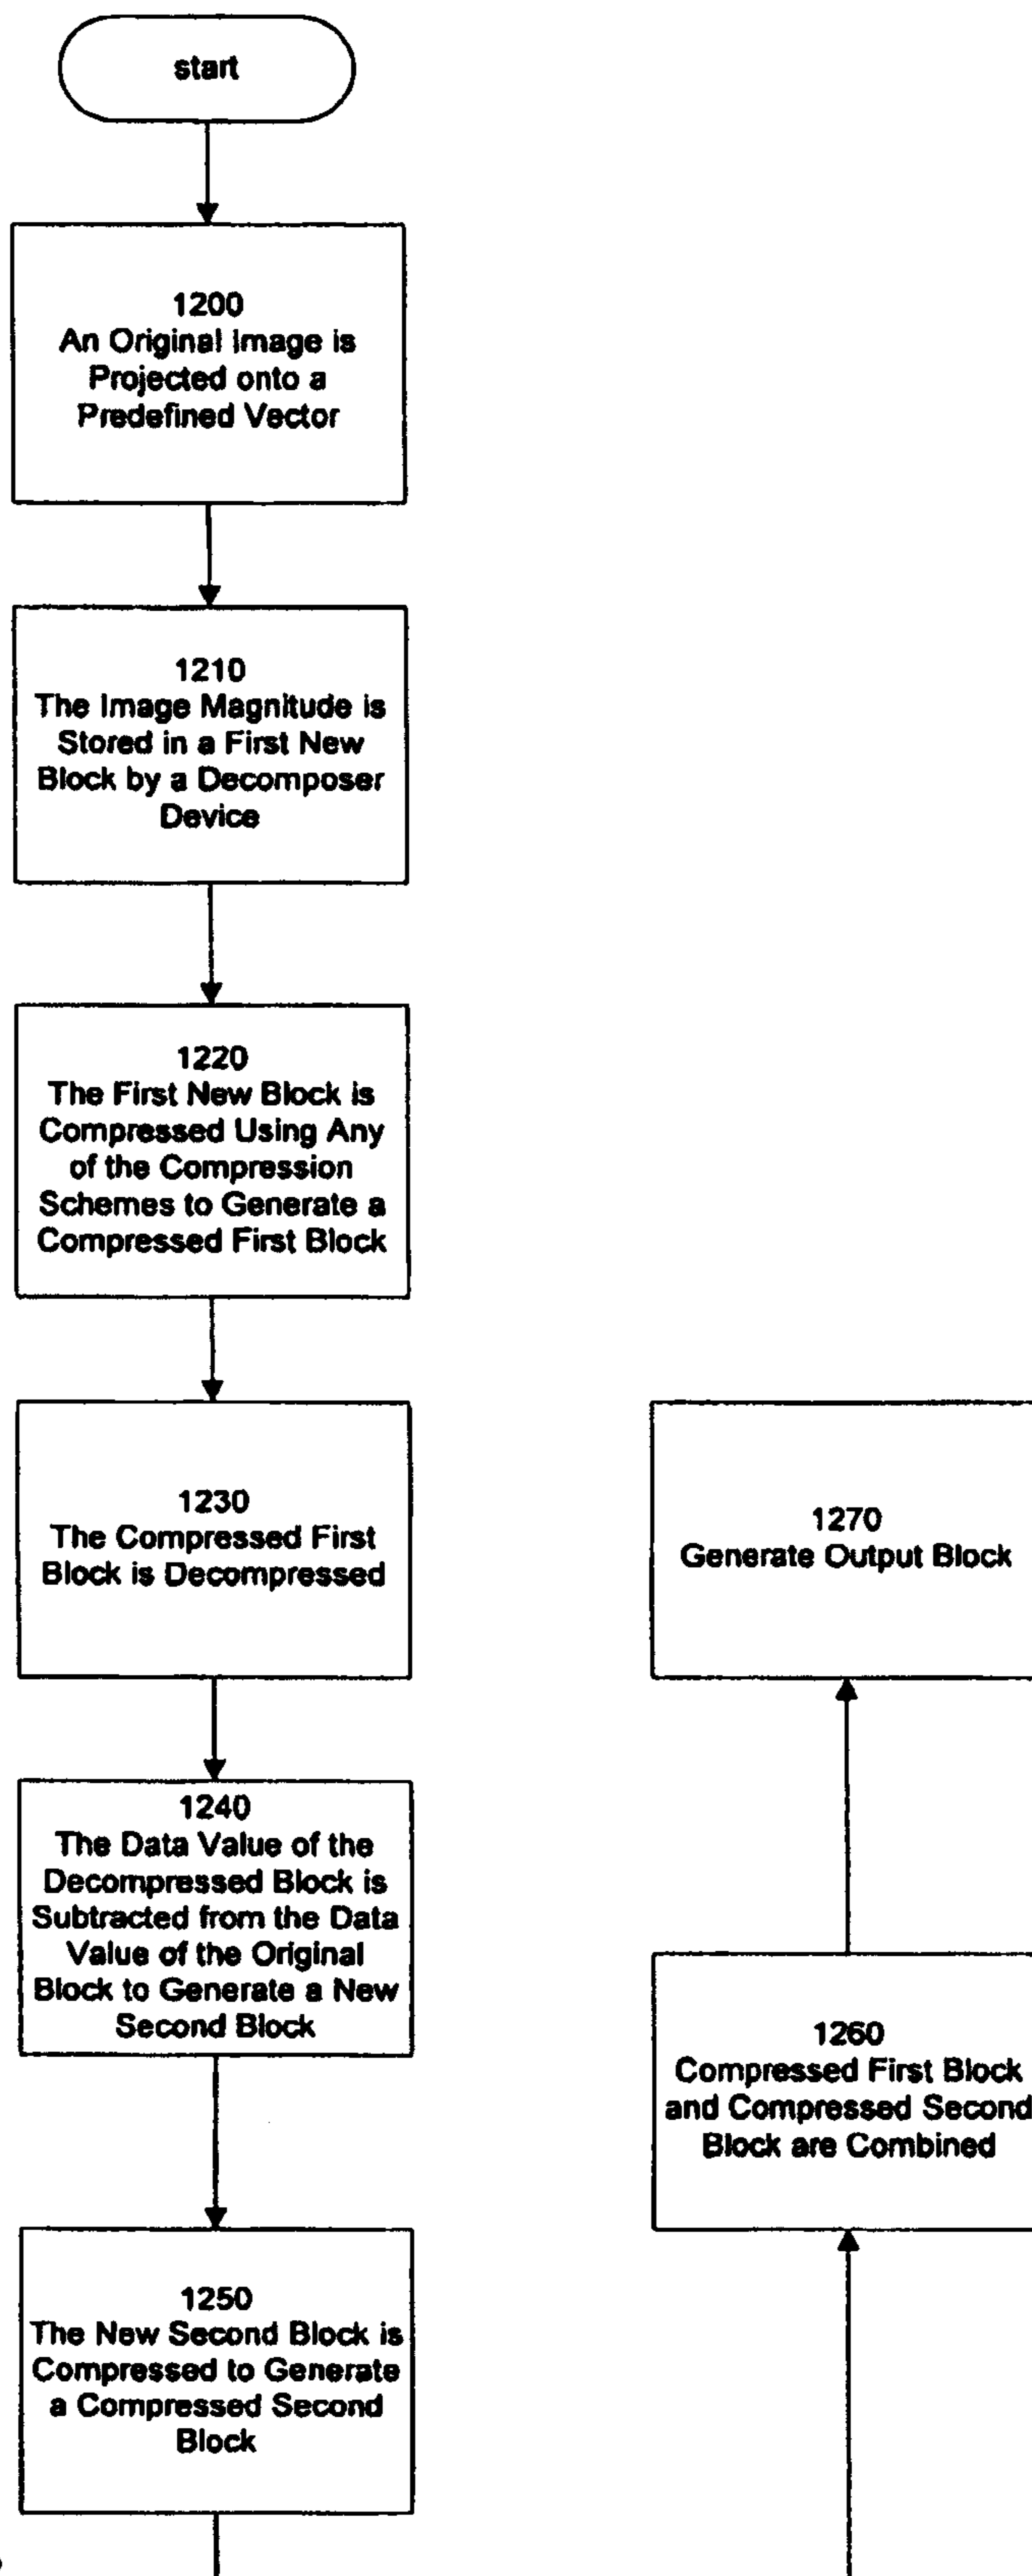 start
1200
An Original Image is
Projected onto a
Predefined Vector
1210
The Image Magnitude is
Stored in a First New
Block by a Decomposer
Device
1220
The First New Block is
Compressed Using Any
of the Compression
Schemes to Generate a
Compressed First Block
1230
The Compressed First
Block is Decompressed
1240
The Data Value of the
Decompressed Block is
Subtracted from the Data
Value of the Original
Block to Generate a New
Second Block
1250
The New Second Block is
Compressed to Generate
a Compressed Second
Block
1260
Compressed First Block
and Compressed Second
Block are Combined
1270
Generate Output Block